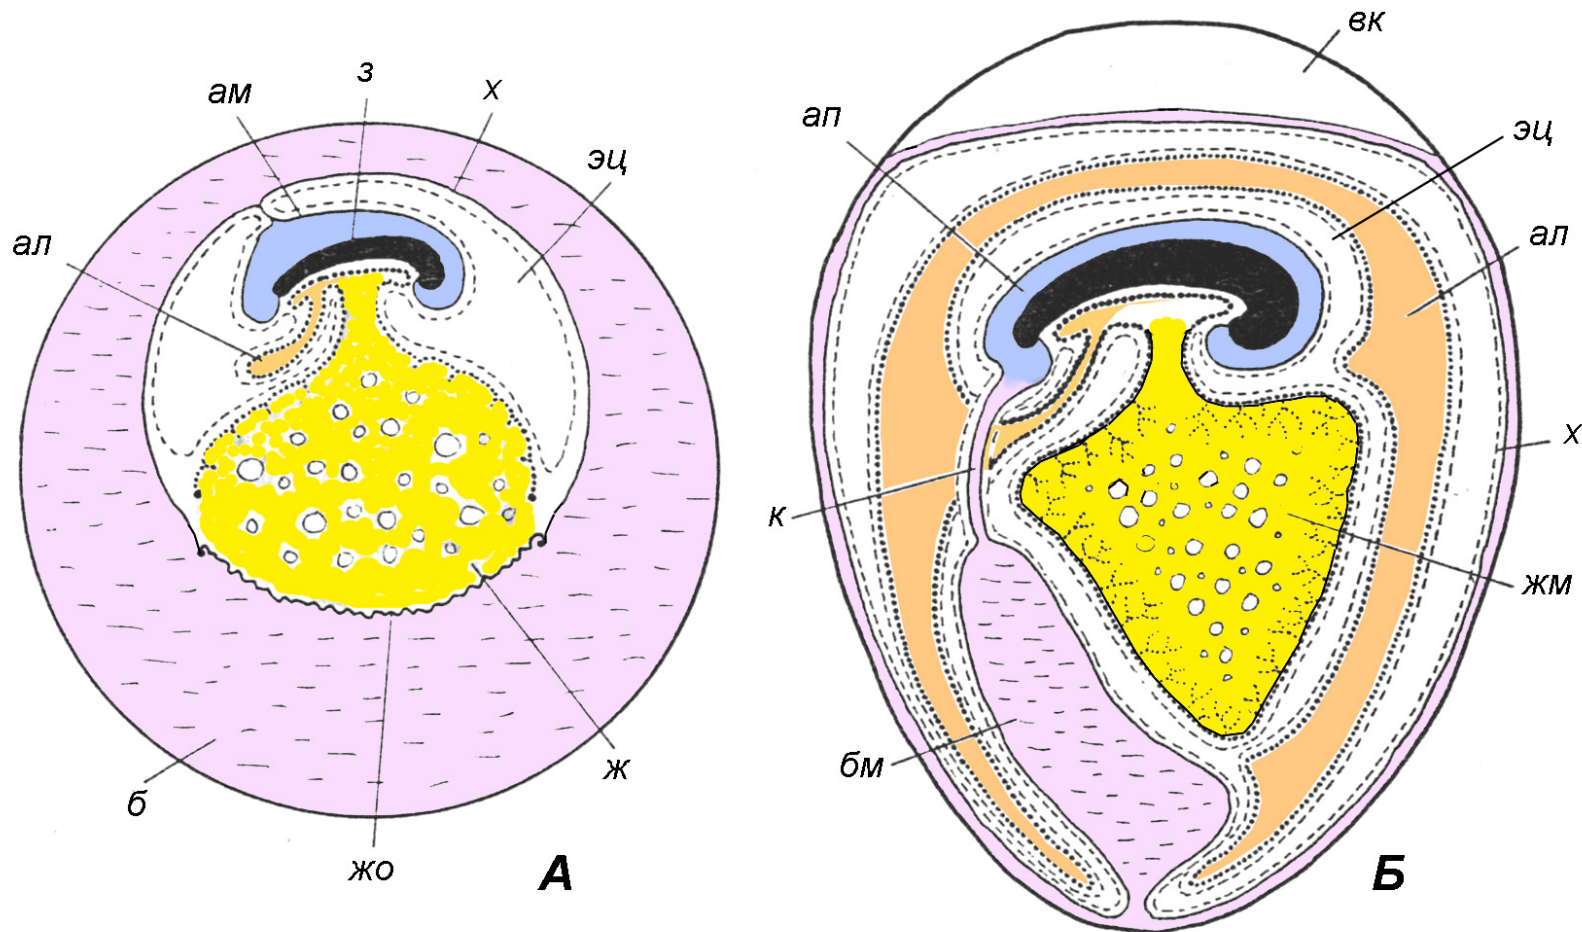 з
ам
х
эц
ал
б
жо
ж
А
вк
ап
эц
ал
х
к
жм
бм
Б